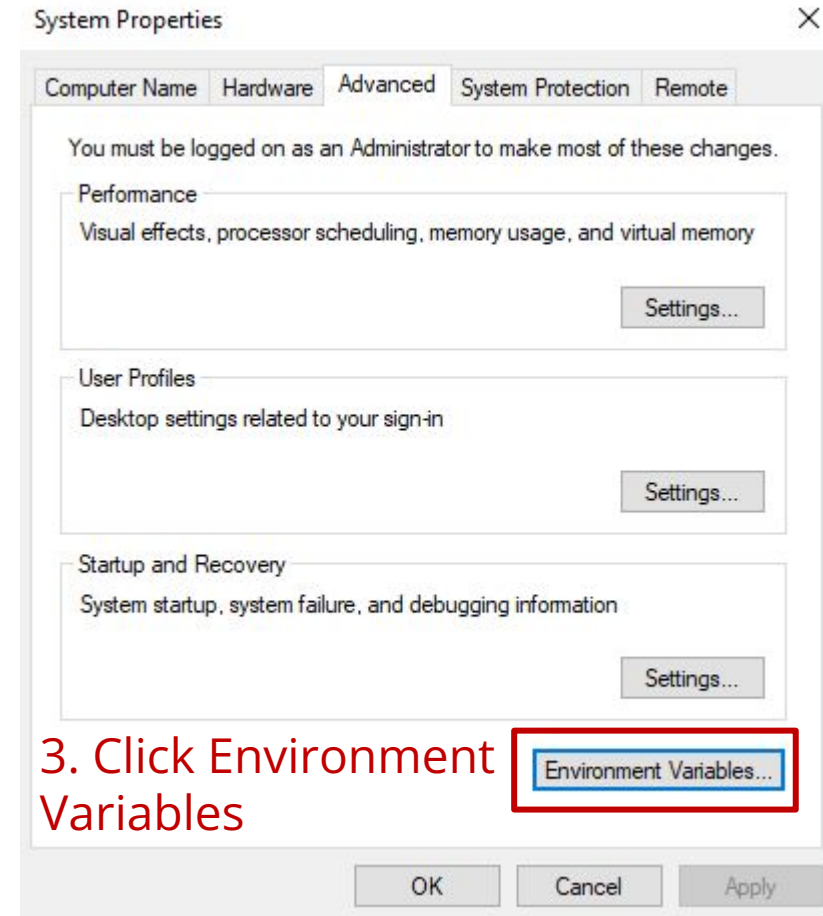 System Properties
Computer Name Hardware Advanced System Protection Remote
You must be logged on as an Administrator to make most of these changes.
Performance
Visual effects, processor scheduling, memory usage, and virtual memory
Settings...
User Profiles
Desktop settings related to your sign-in
Settings...
Startup and Recovery
System startup, system failure, and debugging information
Settings...
3. Click Environment
Variables
Environment Variables...
OK Cancel Apply